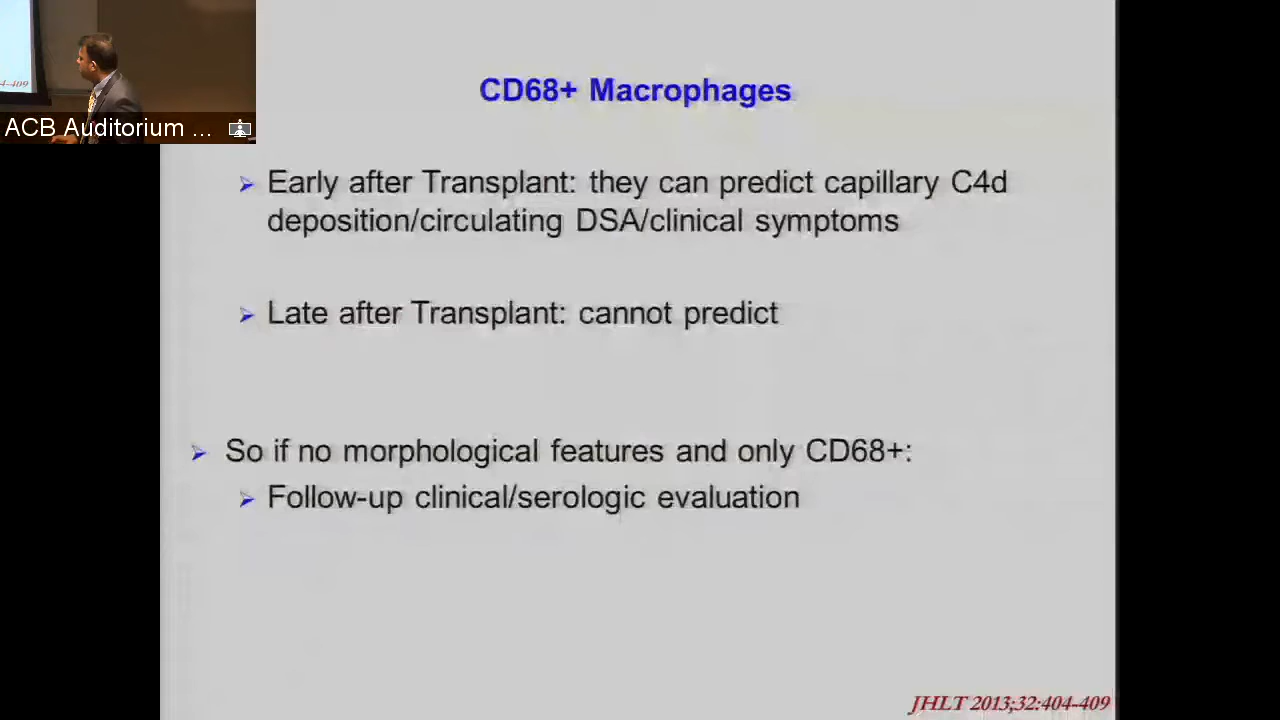 4-409
ACB Auditorium ...
CD68+ Macrophages
Early after Transplant: they can predict capillary C4d
deposition/circulating DSA/clinical symptoms
Late after Transplant: cannot predict
So if no morphological features and only CD68+:
Follow-up clinical/serologic evaluation
JHLT 2013;32:404-409